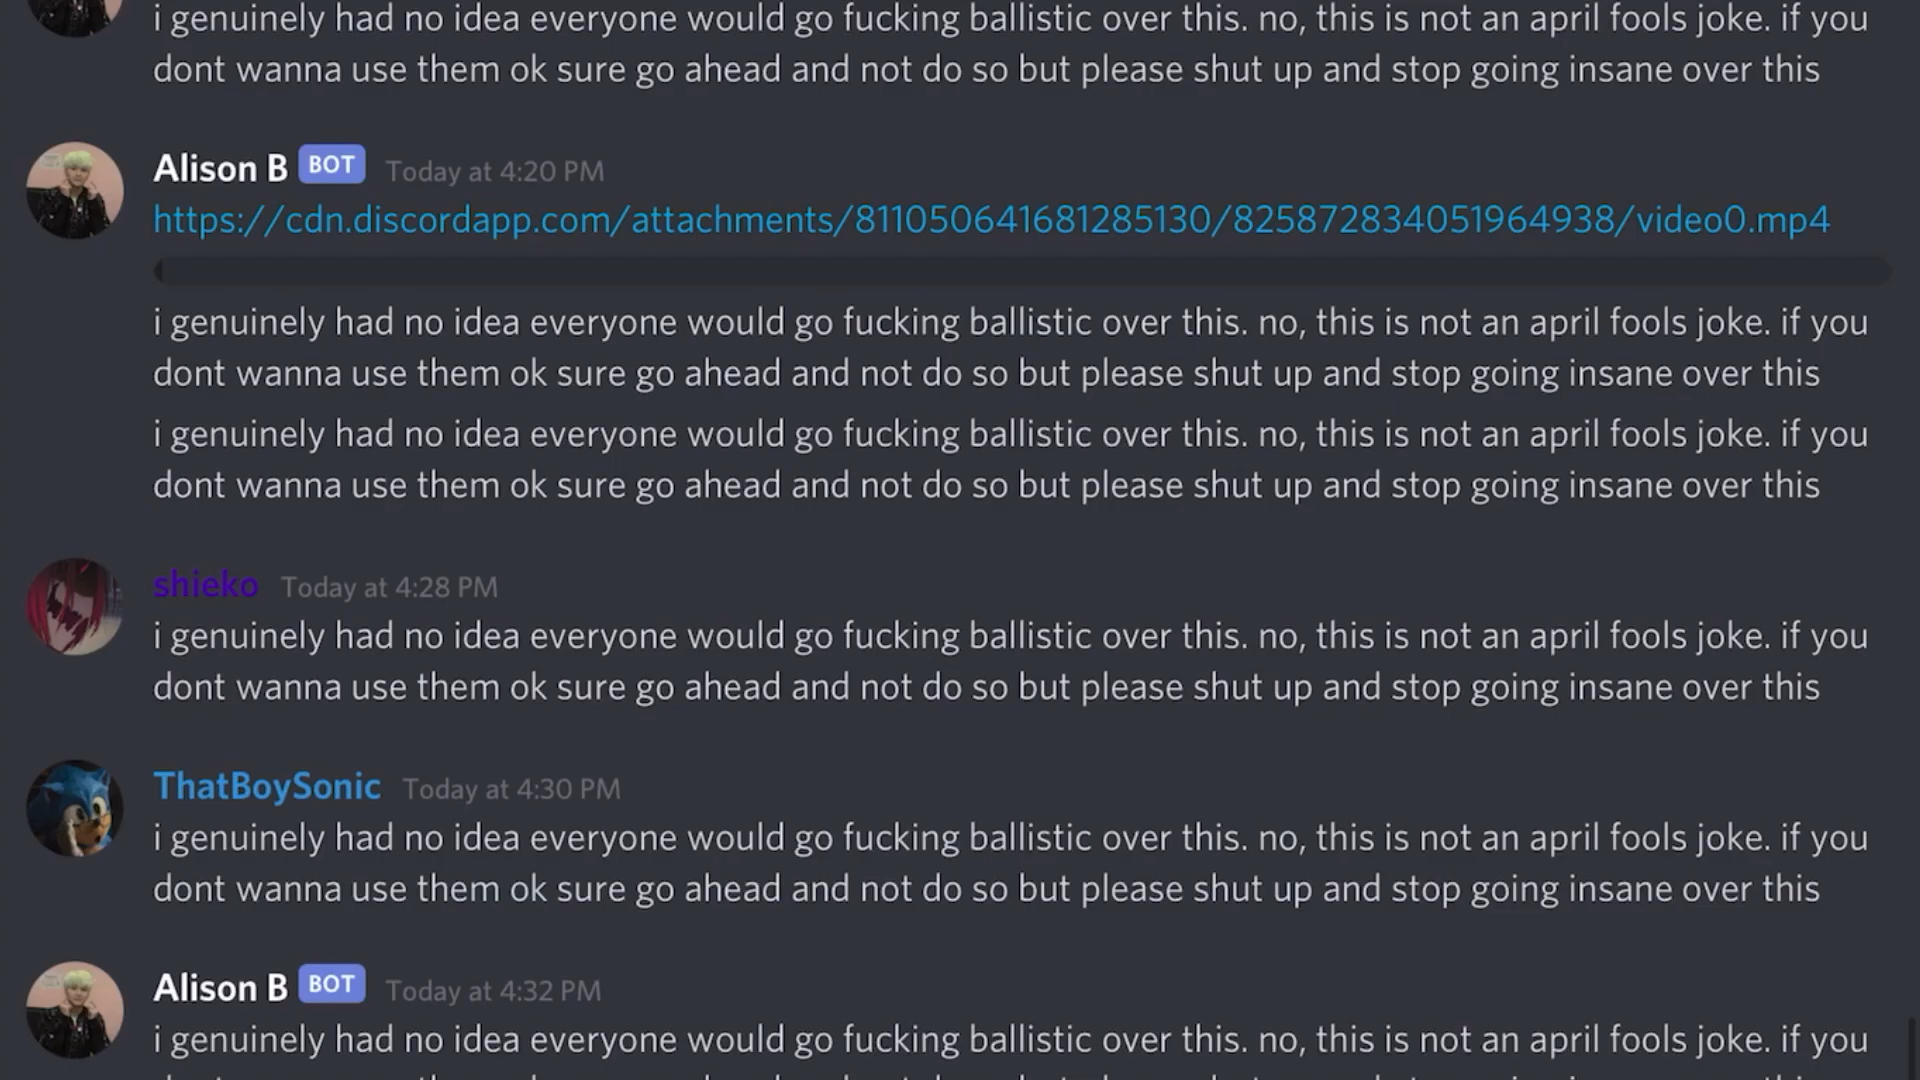 i genuinely had no idea everyone would go fucking ballistic over this. no, this is not an april fools joke. if you
dont wanna use them ok sure go ahead and not do so but please shut up and stop going insane over this
Alison B BOT Today at 4:20 PM
https://cdn.discordapp.com/attachments/811050641681285130/825872834051964938/video0.mp4
i genuinely had no idea everyone would go fucking ballistic over this. no, this is not an april fools joke. if you
dont wanna use them ok sure go ahead and not do so but please shut up and stop going insane over this
i genuinely had no idea everyone would go fucking ballistic over this. no, this is not an april fools joke. if you
dont wanna use them ok sure go ahead and not do so but please shut up and stop going insane over this
shieko Today at 4:28 PM
i genuinely had no idea everyone would go fucking ballistic over this. no, this is not an april fools joke. if you
dont wanna use them ok sure go ahead and not do so but please shut up and stop going insane over this
ThatBoySonic Today at 4:30 PM
i genuinely had no idea everyone would go fucking ballistic over this. no, this is not an april fools joke. if you
dont wanna use them ok sure go ahead and not do so but please shut up and stop going insane over this
Alison B BOT Today at 4:32 PM
i genuinely had no idea everyone would go fucking ballistic over this. no, this is not an april fools joke. if you